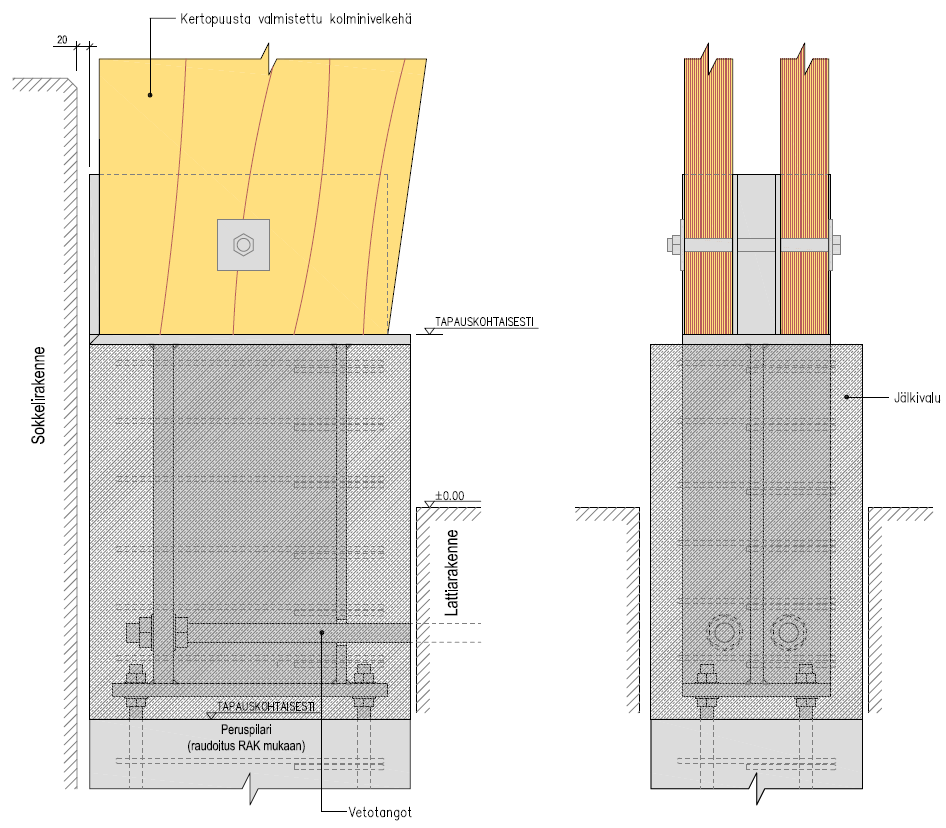 Kertopuusta valmistettu kolminivelkehä
20
TAPAUSKOHTAISESTI
Sokkelirakenne
Jälkivalu
±0.00
Lattiarakenne
TAPAUSKOHTAISESTI
Peruspilari
(raudoitus RAK mukaan)
Vetotangot